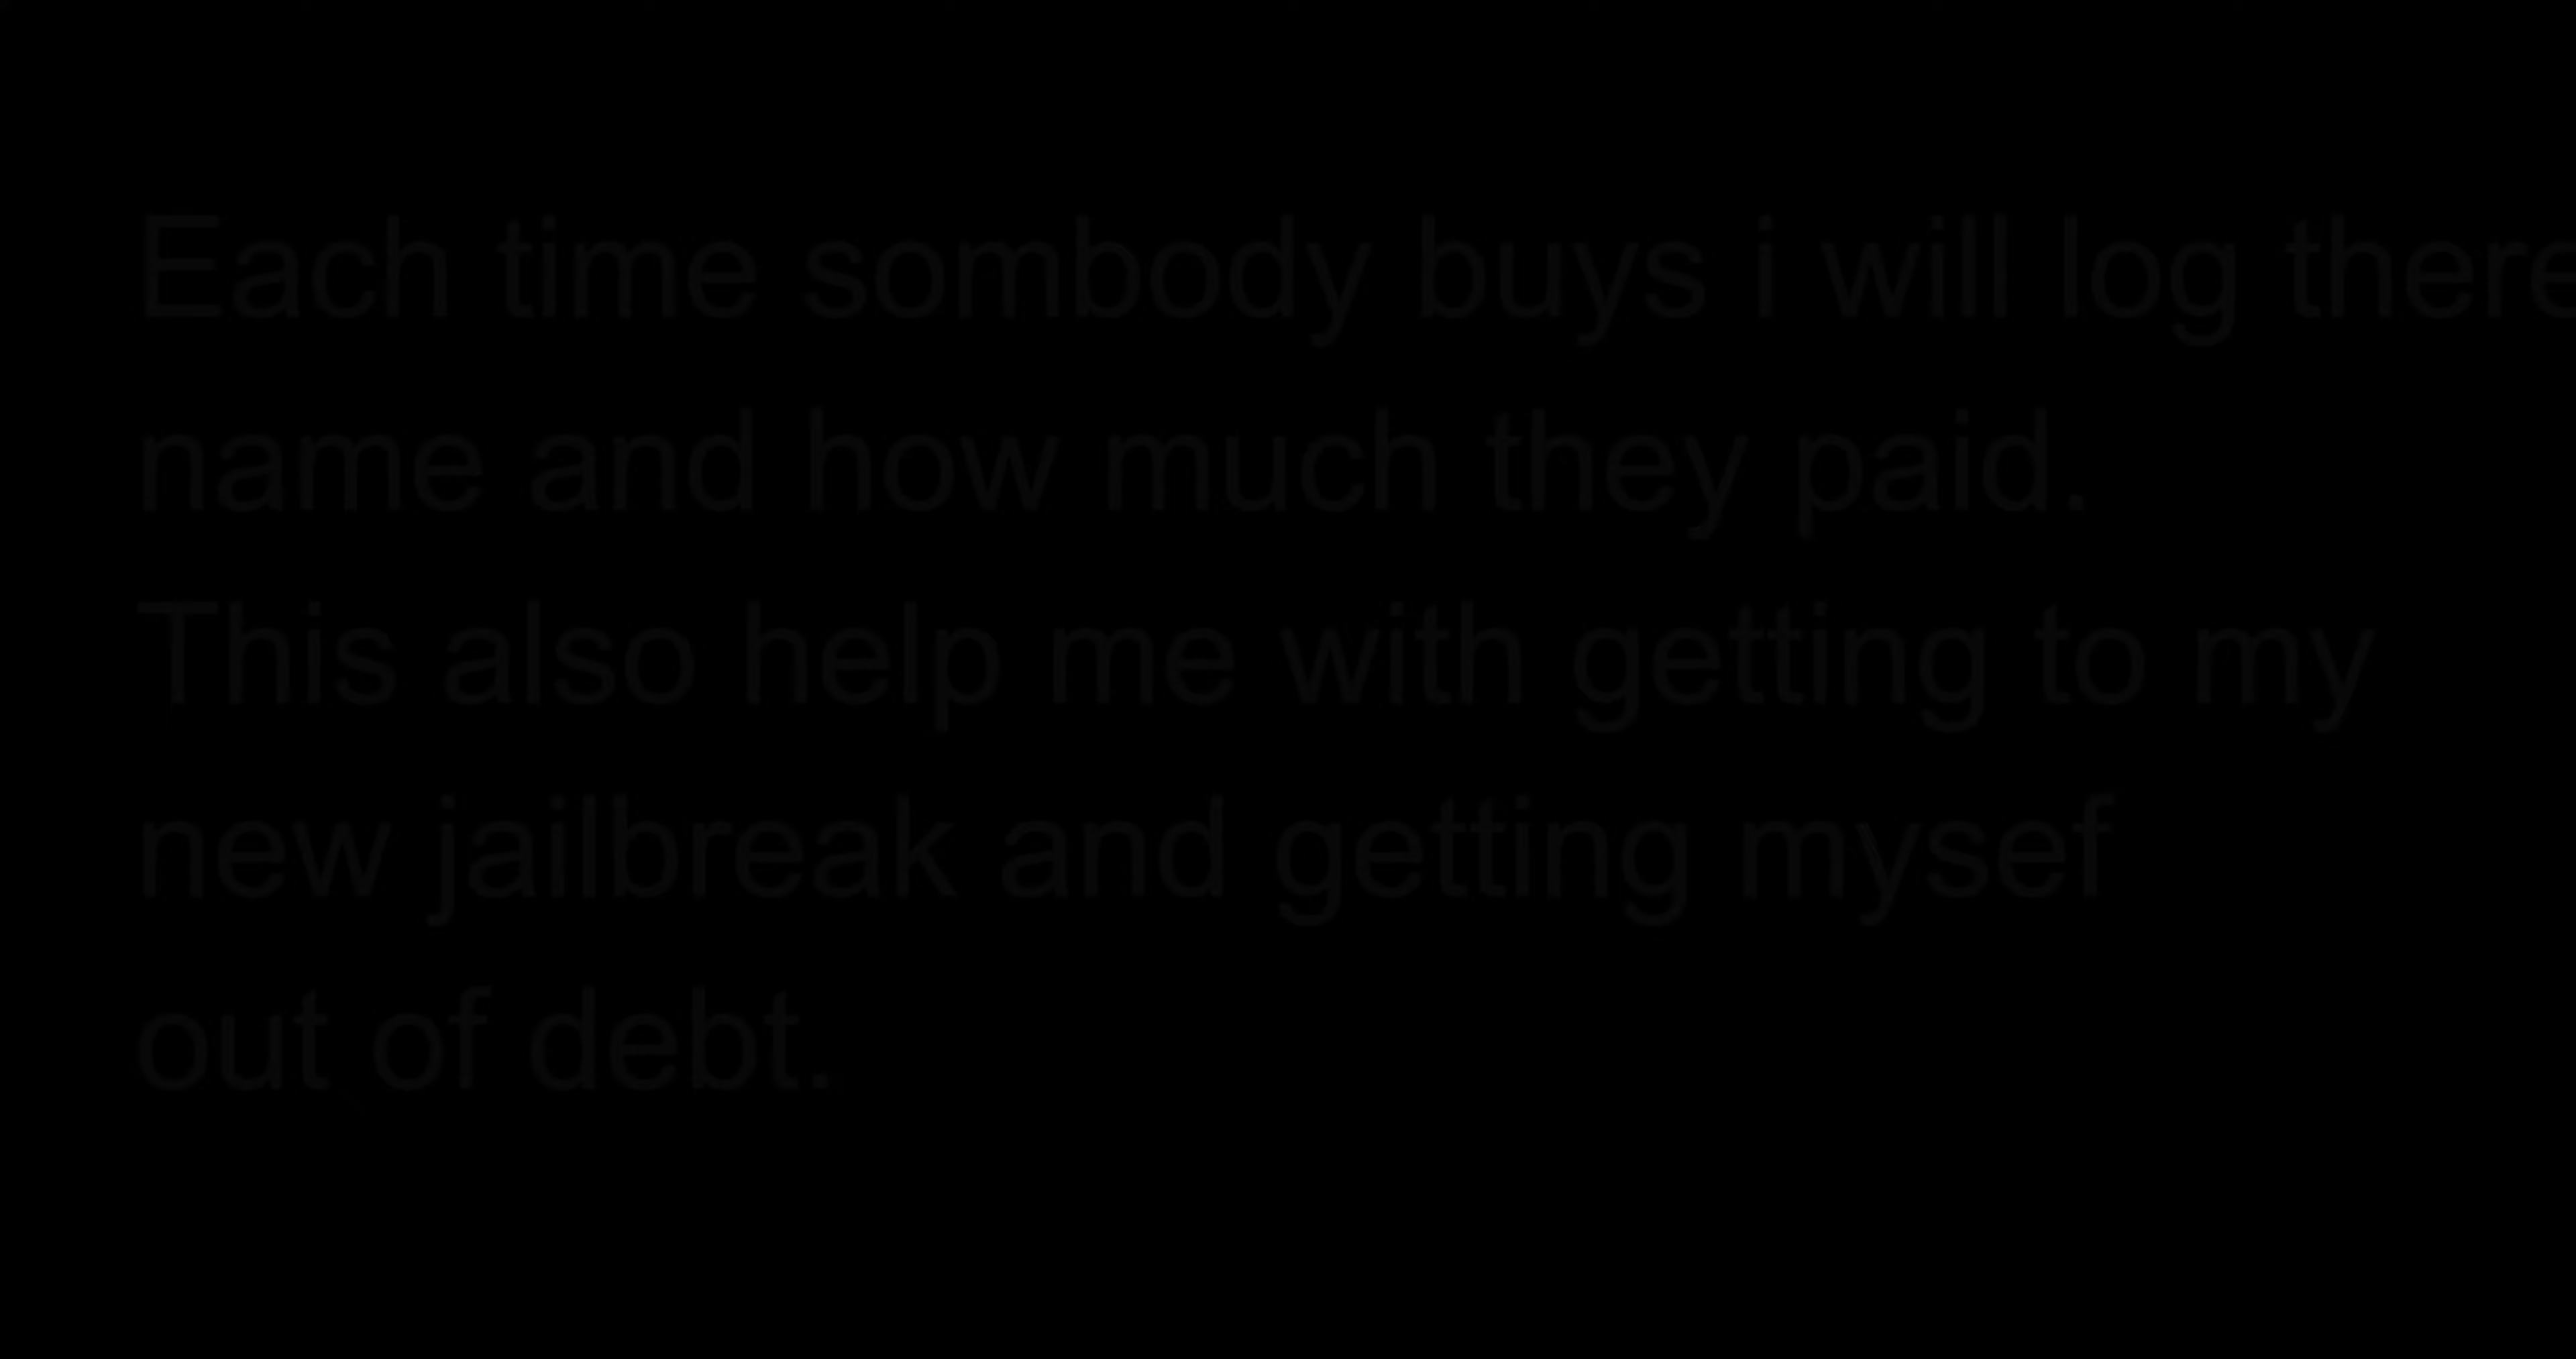 Each time sombody buys i will log there
name and how much they paid.
This also help me with getting to my
new jailbreak and getting mysef
out of debt.